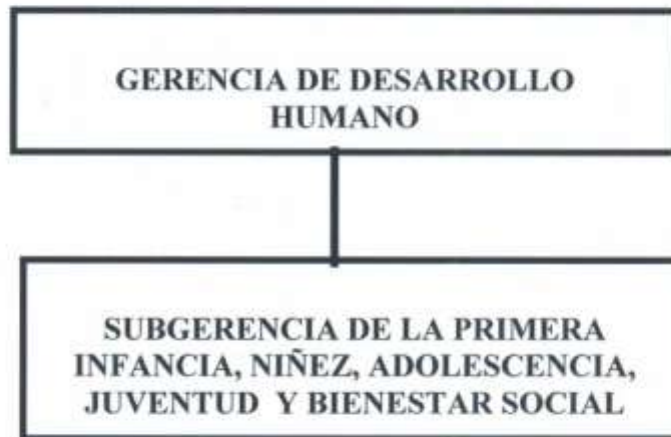 GERENCIA DE DESARROLLO
HUMANO
SUBGERENCIA DE LA PRIMERA
INFANCIA, NIÑEZ, ADOLESCENCIA,
JUVENTUD Y BIENESTAR SOCIAL